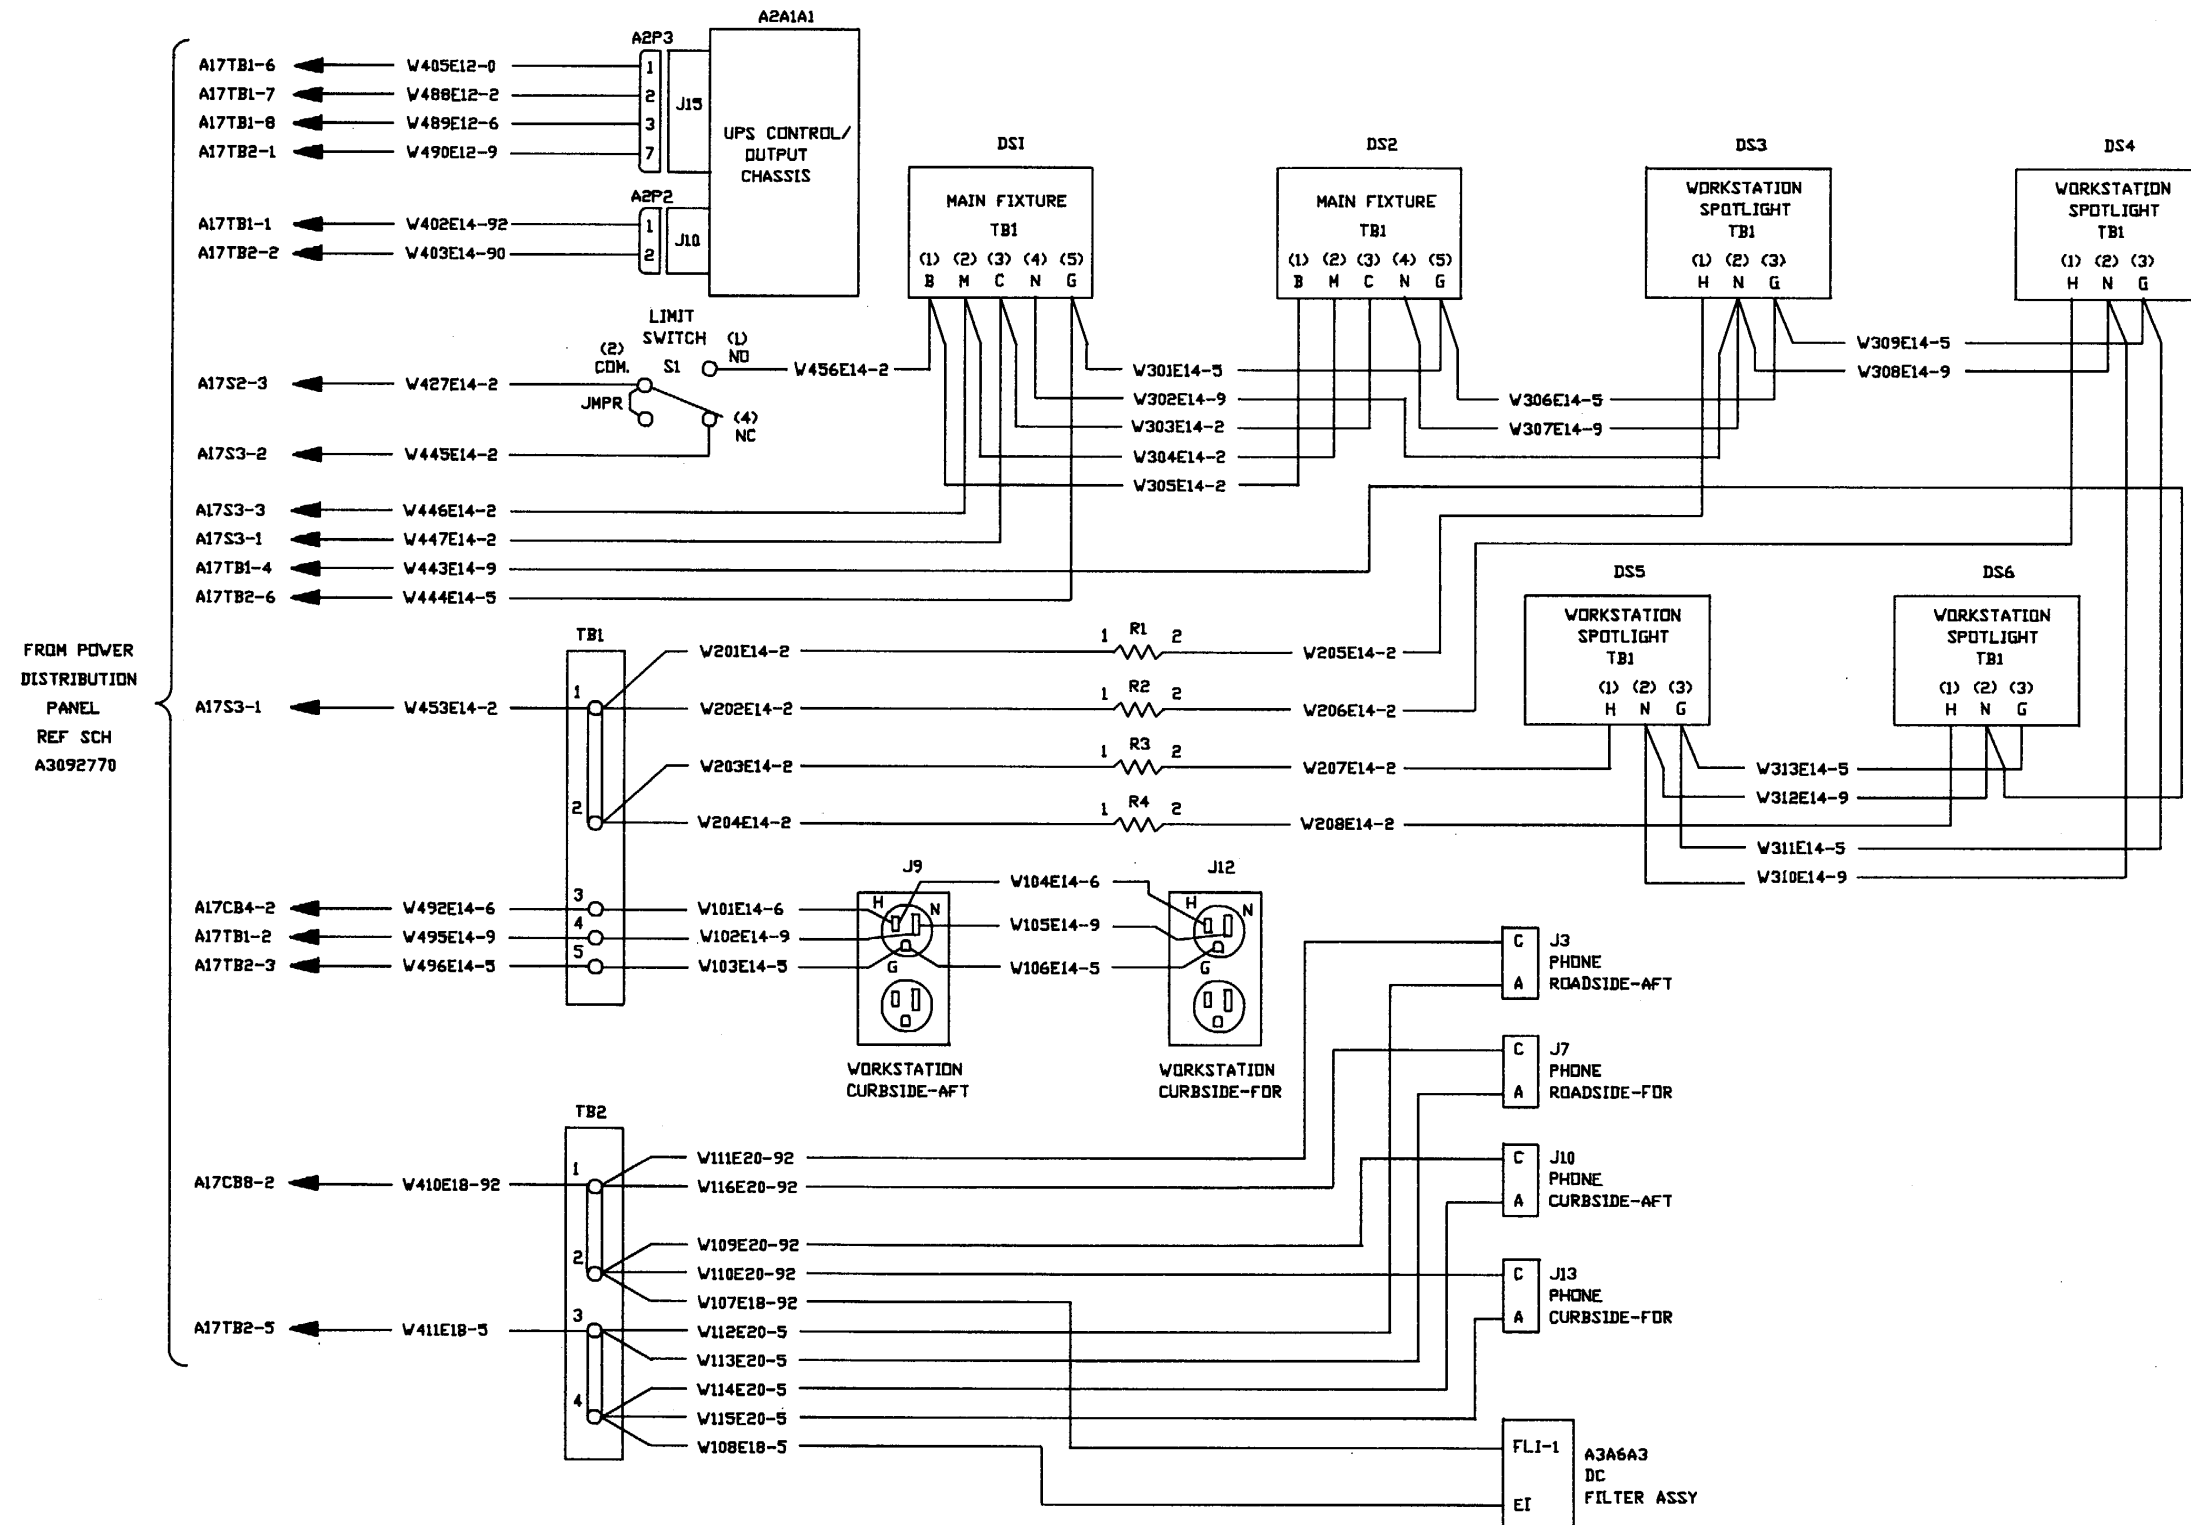 A2A1A1
A2P3
A17TB1-6 W405E12-0 1
A17TB1-7 W488E12-2 2
J15
A17TB1-8 W489E12-6 3
A17TB2-1 W490E12-9 7
UPS CONTROL/
OUTPUT
CHASSIS
A2P2
A17TB1-1 W402E14-92 1
J10
A17TB2-2 W403E14-90 2
DS1
MAIN FIXTURE
TB1
(1) (2) (3) (4) (5)
B M C N G
DS2
MAIN FIXTURE
TB1
(1) (2) (3) (4) (5)
B M C N G
DS3
WORKSTATION
SPOTLIGHT
TB1
(1) (2) (3)
H N G
DS4
WORKSTATION
SPOTLIGHT
TB1
(1) (2) (3)
H N G
LIMIT
SWITCH
S1
(1)
NO
(2)
COM.
JMPR
(4)
NC
W456E14-2
A17S2-3 W427E14-2
A17S3-2 W445E14-2
W301E14-5
W302E14-9
W303E14-2
W304E14-2
W305E14-2
W306E14-5
W307E14-9
W309E14-5
W308E14-9
A17S3-3 W446E14-2
A17S3-1 W447E14-2
A17TB1-4 W443E14-9
A17TB2-6 W444E14-5
FROM POWER
DISTRIBUTION
PANEL
REF SCH
A3092770
TB1
A17S3-1 W453E14-2 1
2
W201E14-2 1 R1 2 W205E14-2
W202E14-2 1 R2 2 W206E14-2
W203E14-2 1 R3 2 W207E14-2
W204E14-2 1 R4 2 W208E14-2
DS5
WORKSTATION
SPOTLIGHT
TB1
(1) (2) (3)
H N G
DS6
WORKSTATION
SPOTLIGHT
TB1
(1) (2) (3)
H N G
W313E14-5
W312E14-9
W311E14-5
W310E14-9
A17CB4-2 W492E14-6 3 W101E14-6
A17TB1-2 W495E14-9 4 W102E14-9
A17TB2-3 W496E14-5 5 W103E14-5
J9
H N
G
WORKSTATION
CURBSIDE-AFT
W104E14-6
W105E14-9
W106E14-5
J12
H N
G
WORKSTATION
CURBSIDE-FOR
C J3
PHONE
A ROADSIDE-AFT
C J7
PHONE
A ROADSIDE-FOR
C J10
PHONE
A CURBSIDE-AFT
C J13
PHONE
A CURBSIDE-FOR
TB2
A17CB8-2 W410E18-92 1
2
A17TB2-5 W411E18-5 3
4
W111E20-92
W116E20-92
W109E20-92
W110E20-92
W107E18-92
W112E20-5
W113E20-5
W114E20-5
W115E20-5
W108E18-5
FL1-1
E1
A3A6A3
DC
FILTER ASSY